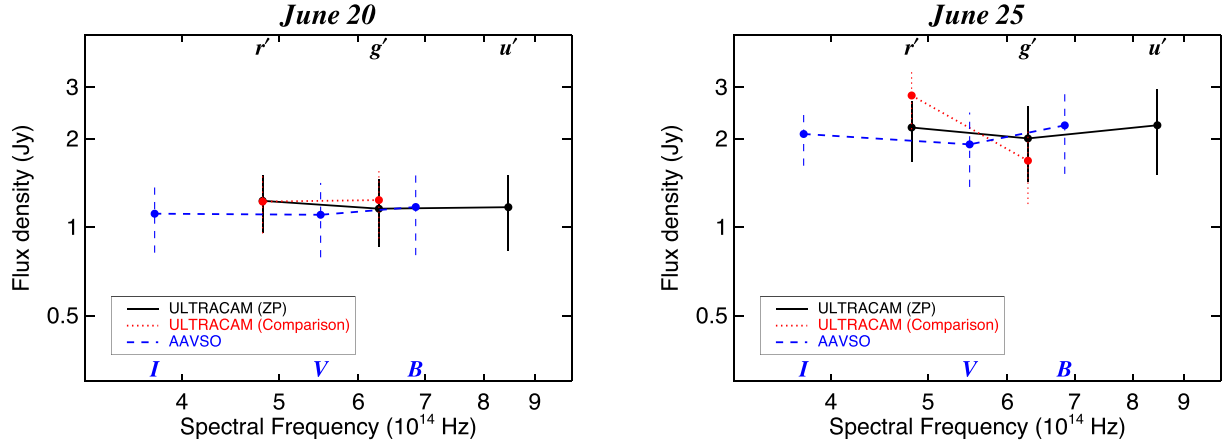 June 20
r′ g′ u′
3
2
1
0.5
Flux density (Jy)
ULTRACAM (ZP)
ULTRACAM (Comparison)
AAVSO
I V B
4 5 6 7 8 9
Spectral Frequency (10¹⁴ Hz)
June 25
r′ g′ u′
3
2
1
0.5
Flux density (Jy)
ULTRACAM (ZP)
ULTRACAM (Comparison)
AAVSO
I V B
4 5 6 7 8 9
Spectral Frequency (10¹⁴ Hz)